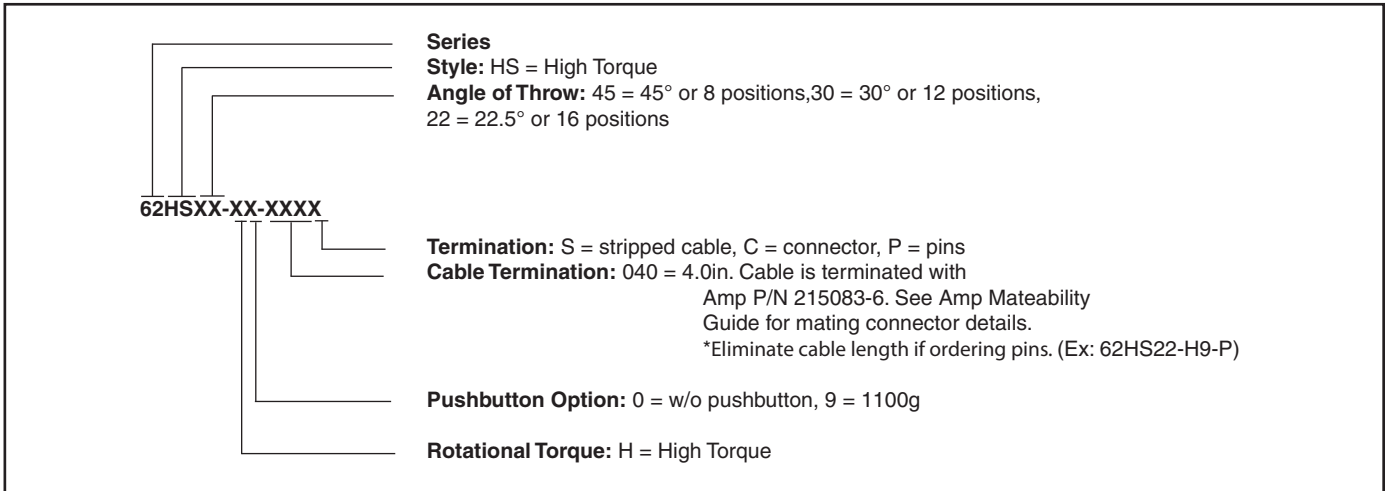 Series
Style: HS = High Torque
Angle of Throw: 45 = 45° or 8 positions,30 = 30° or 12 positions,
22 = 22.5° or 16 positions
62HSXX-XX-XXXX
Termination: S = stripped cable, C = connector, P = pins
Cable Termination: 040 = 4.0in. Cable is terminated with
Amp P/N 215083-6. See Amp Mateability
Guide for mating connector details.
*Eliminate cable length if ordering pins. (Ex: 62HS22-H9-P)
Pushbutton Option: 0 = w/o pushbutton, 9 = 1100g
Rotational Torque: H = High Torque